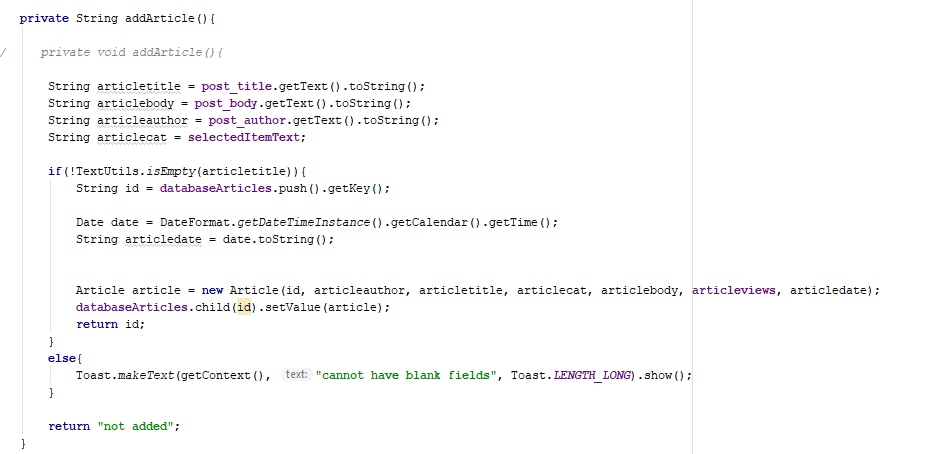 private String addArticle(){
/    private void addArticle(){
String articletitle = post_title.getText().toString();
String articlebody = post_body.getText().toString();
String articleauthor = post_author.getText().toString();
String articlecat = selectedItemText;
if(!TextUtils.isEmpty(articletitle)){
String id = databaseArticles.push().getKey();
Date date = DateFormat.getDateTimeInstance().getCalendar().getTime();
String articledate = date.toString();
Article article = new Article(id, articleauthor, articletitle, articlecat, articlebody, articleviews, articledate);
databaseArticles.child(id).setValue(article);
return id;
}
else{
Toast.makeText(getContext(), text: "cannot have blank fields", Toast.LENGTH_LONG).show();
}
return "not added";
}